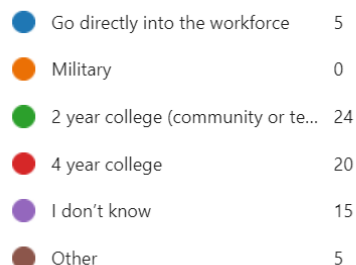 Go directly into the workforce 5
Military 0
2 year college (community or te... 24
4 year college 20
I don’t know 15
Other 5